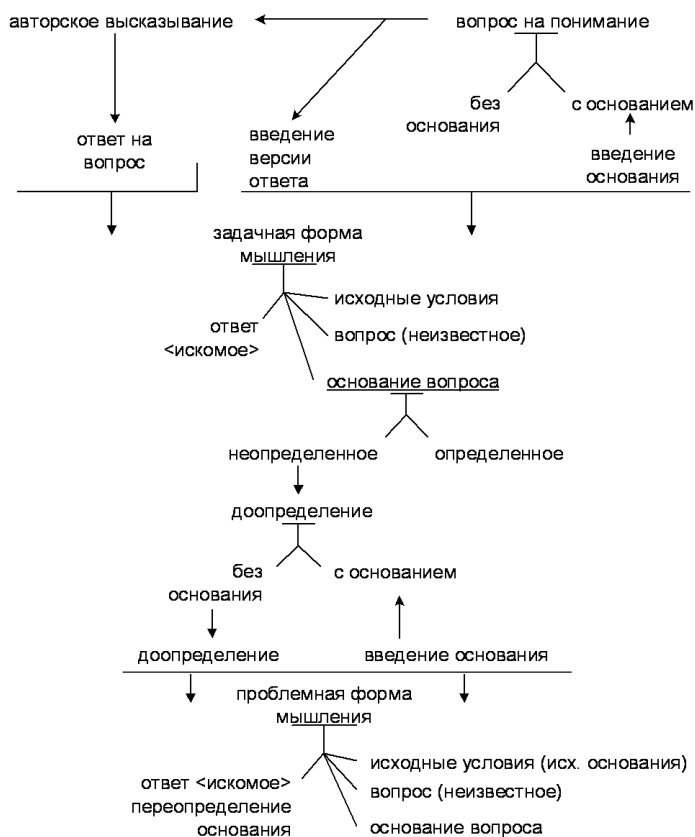 авторское высказывание
вопрос на понимание
без
основания
с основанием
ответ на
вопрос
введение
версии
ответа
введение
основания
задачная форма
мышления
исходные условия
ответ
<искомое>
вопрос (неизвестное)
основание вопроса
неопределенное
определенное
доопределение
без
основания
с основанием
доопределение
введение основания
проблемная форма
мышления
исходные условия (исх. основания)
ответ <искомое>
переопределение
основания
вопрос (неизвестное)
основание вопроса